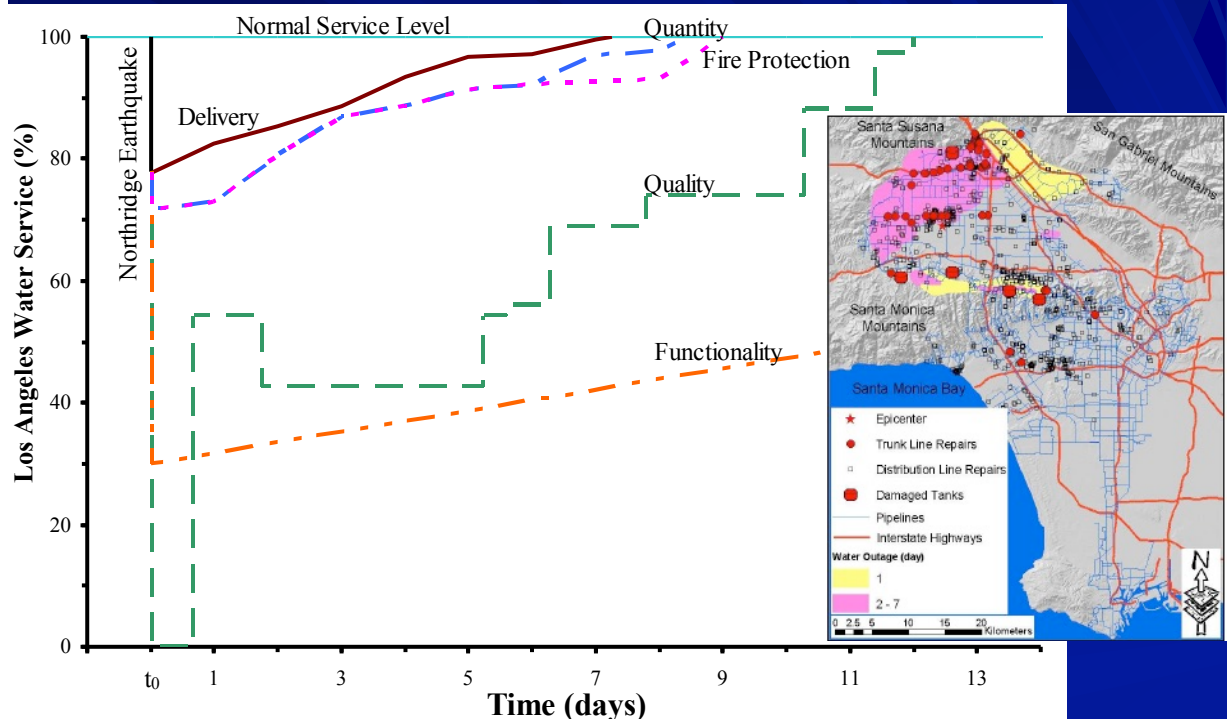 Normal Service Level
Quantity
Fire Protection
Delivery
Northridge Earthquake
Quality
Functionality
Los Angeles Water Service (%)
100
80
60
40
20
0
t0
1
3
5
7
9
11
13
Time (days)
Santa Susana
Mountains
San Gabriel Mountains
Santa Monica
Mountains
Santa Monica Bay
Epicenter
Trunk Line Repairs
Distribution Line Repairs
Damaged Tanks
Pipelines
Interstate Highways
Water Outage (day)
1
2 - 7
0 2.5 5 10 15 20
Kilometers
N